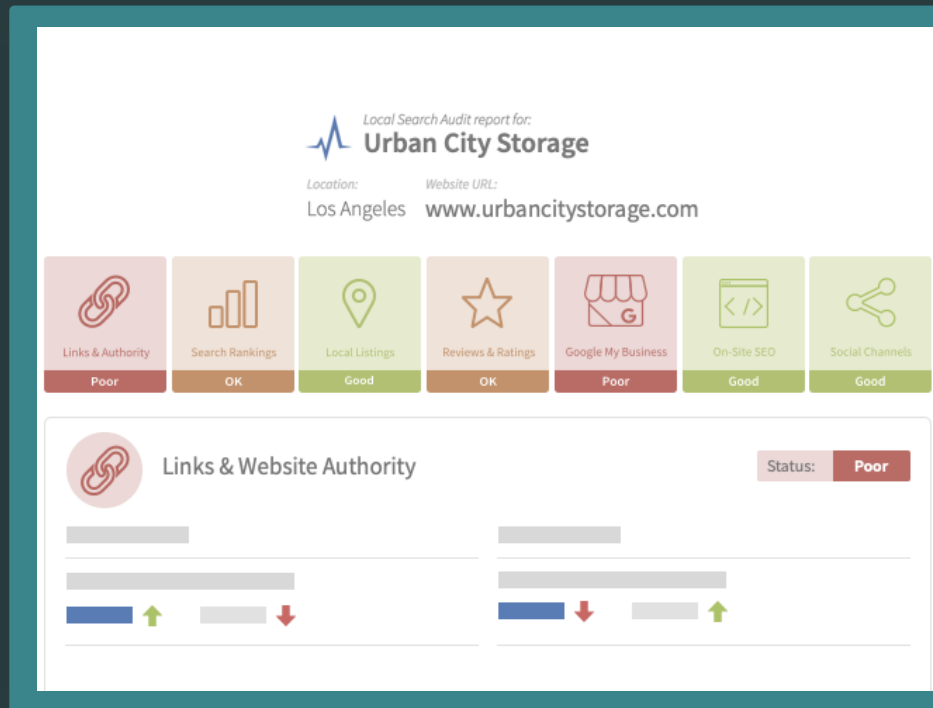 Local Search Audit report for:
Urban City Storage
Location: Website URL:
Los Angeles www.urbancitystorage.com
Links & Authority Search Rankings Local Listings Reviews & Ratings Google My Business On-Site SEO Social Channels
Poor OK Good OK Poor Good Good
Links & Website Authority Status: Poor